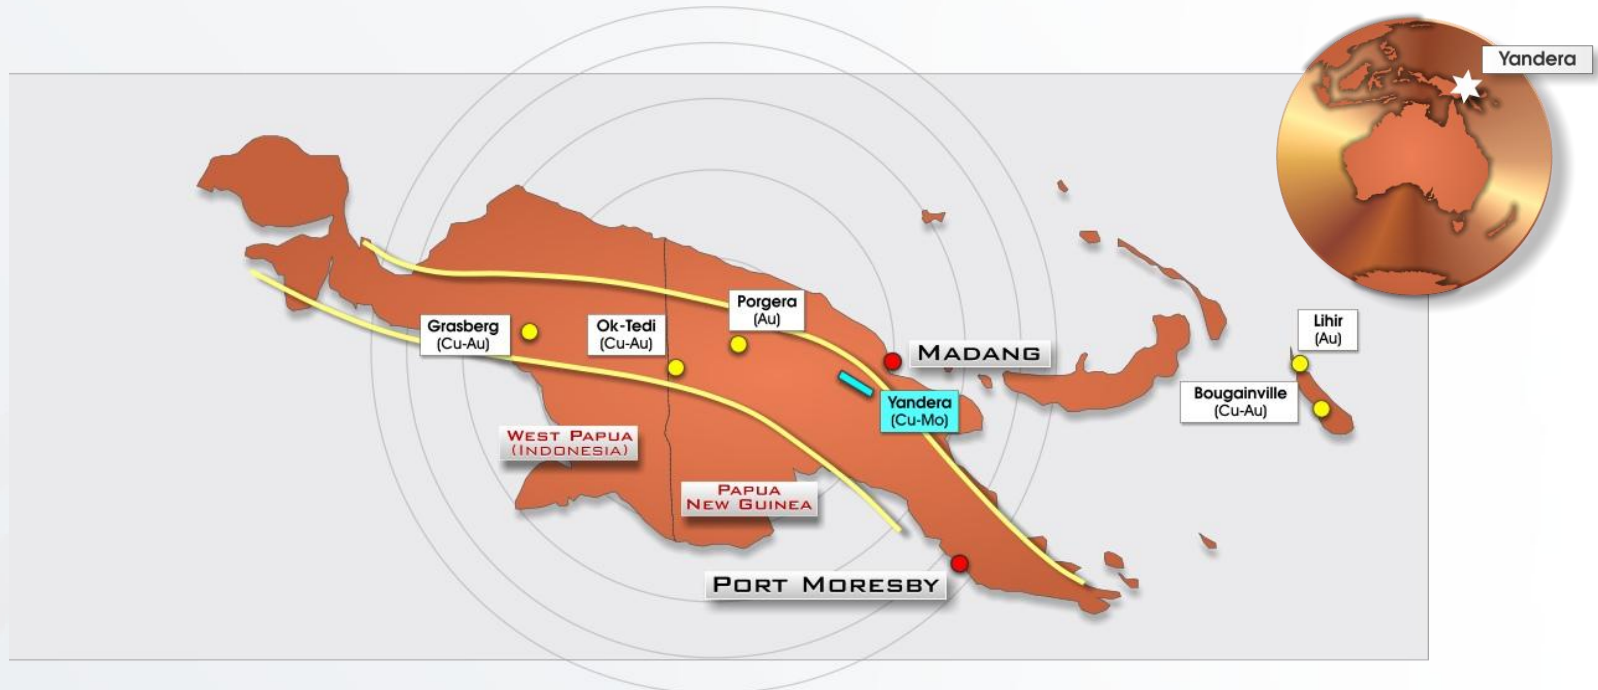 Yandera
Porgera
(Au)
Grasberg
(Cu-Au)
Ok-Tedi
(Cu-Au)
Lihir
(Au)
MADANG
Bougainville
(Cu-Au)
Yandera
(Cu-Mo)
WEST PAPUA
(INDONESIA)
PAPUA
NEW GUINEA
PORT MORESBY